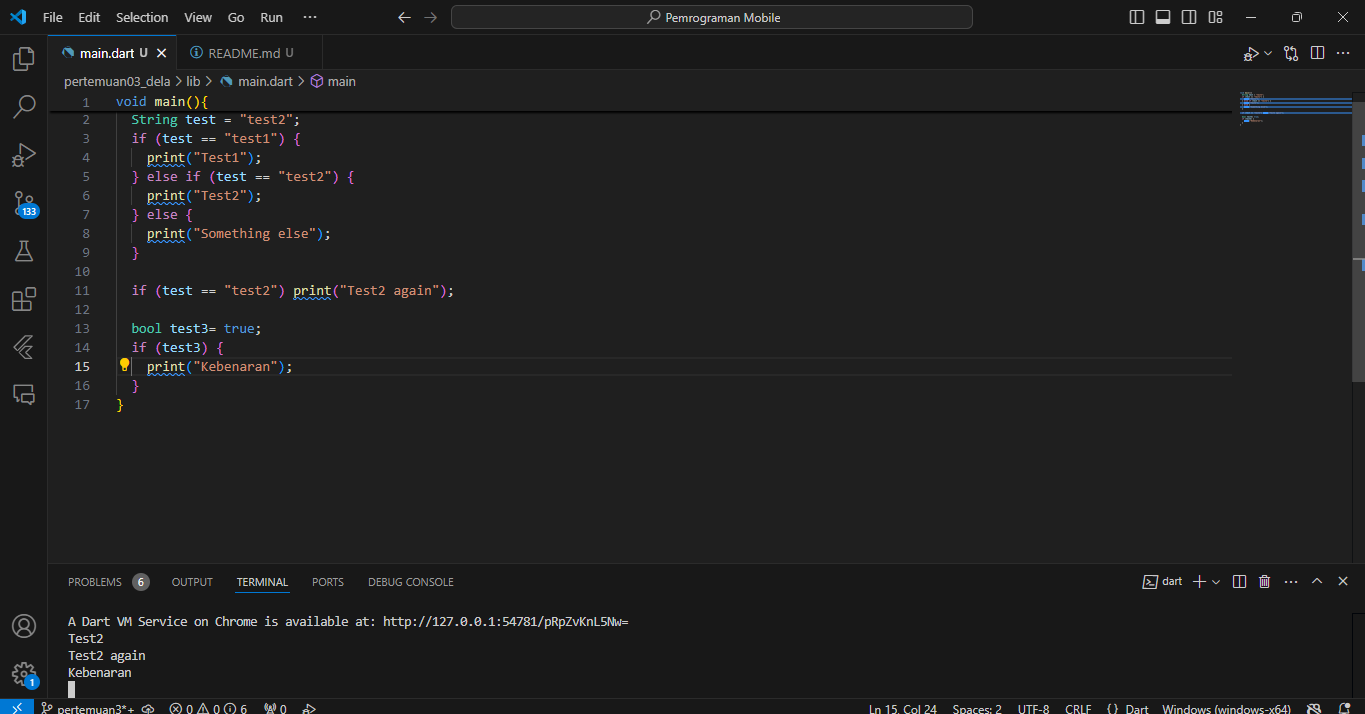 File Edit Selection View Go Run ··· Pemrograman Mobile
main.dart U README.md U
pertemuan03_dela > lib > main.dart > main
1 void main(){
2 String test = "test2";
3 if (test == "test1") {
4 print("Test1");
5 } else if (test == "test2") {
6 print("Test2");
7 } else {
8 print("Something else");
9 }
10
11 if (test == "test2") print("Test2 again");
12
13 bool test3= true;
14 if (test3) {
15 print("Kebenaran");
16 }
17 }
133
PROBLEMS 6 OUTPUT TERMINAL PORTS DEBUG CONSOLE dart
A Dart VM Service on Chrome is available at: http://127.0.0.1:54781/pRpZvKnL5Nw=
Test2
Test2 again
Kebenaran
1
pertemuan3*+ 0 0 6 0 Ln 15, Col 24 Spaces: 2 UTF-8 CRLF {} Dart Windows (windows-x64)